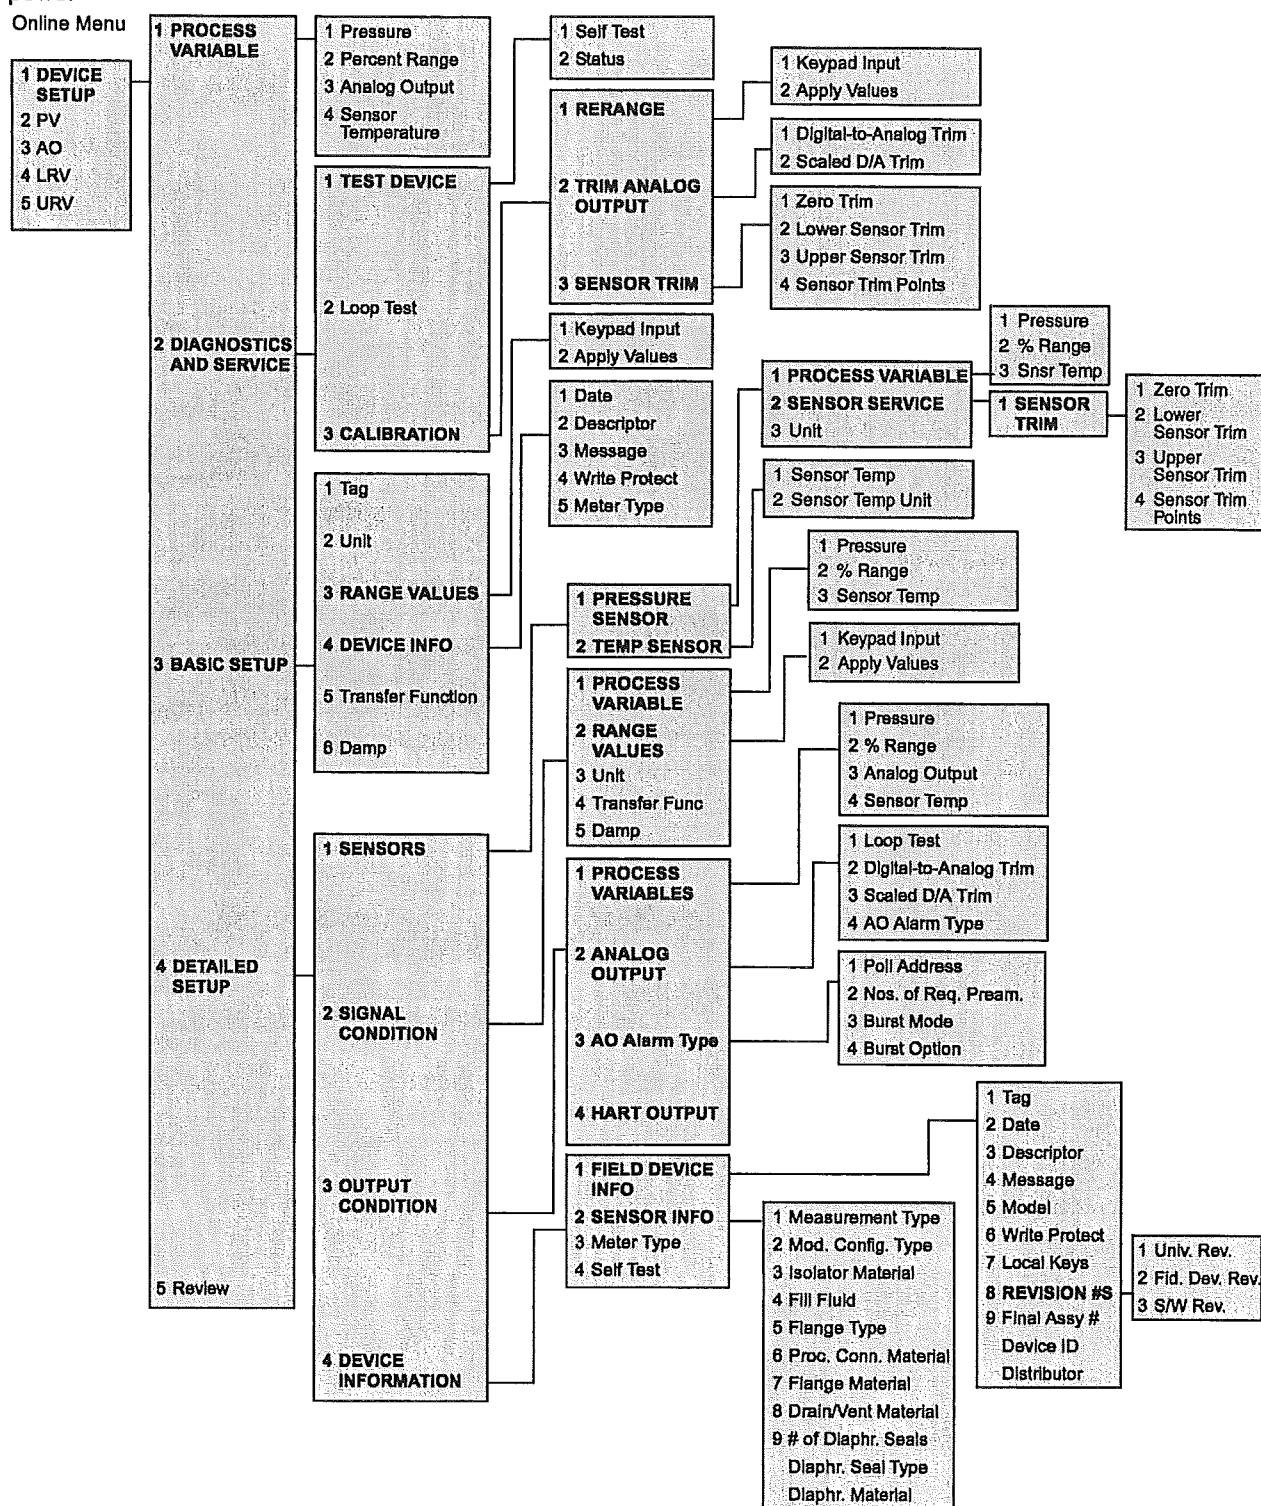 Online Menu
1 DEVICE
SETUP
2 PV
3 AO
4 LRV
5 URV
1 PROCESS
VARIABLE
2 DIAGNOSTICS
AND SERVICE
3 BASIC SETUP
4 DETAILED
SETUP
5 Review
1 Pressure
2 Percent Range
3 Analog Output
4 Sensor
Temperature
1 TEST DEVICE
2 Loop Test
3 CALIBRATION
1 Tag
2 Unit
3 RANGE VALUES
4 DEVICE INFO
5 Transfer Function
6 Damp
1 SENSORS
2 SIGNAL
CONDITION
3 OUTPUT
CONDITION
4 DEVICE
INFORMATION
1 Self Test
2 Status
1 RERANGE
2 TRIM ANALOG
OUTPUT
3 SENSOR TRIM
1 Keypad Input
2 Apply Values
1 Date
2 Descriptor
3 Message
4 Write Protect
5 Meter Type
1 PRESSURE
SENSOR
2 TEMP SENSOR
1 PROCESS
VARIABLE
2 RANGE
VALUES
3 Unit
4 Transfer Func
5 Damp
1 PROCESS
VARIABLES
2 ANALOG
OUTPUT
3 AO Alarm Type
4 HART OUTPUT
1 FIELD DEVICE
INFO
2 SENSOR INFO
3 Meter Type
4 Self Test
1 Keypad Input
2 Apply Values
1 Digital-to-Analog Trim
2 Scaled D/A Trim
1 Zero Trim
2 Lower Sensor Trim
3 Upper Sensor Trim
4 Sensor Trim Points
1 PROCESS VARIABLE
2 SENSOR SERVICE
3 Unit
1 Sensor Temp
2 Sensor Temp Unit
1 Pressure
2 % Range
3 Sensor Temp
1 Keypad Input
2 Apply Values
1 Pressure
2 % Range
3 Analog Output
4 Sensor Temp
1 Loop Test
2 Digital-to-Analog Trim
3 Scaled D/A Trim
4 AO Alarm Type
1 Poll Address
2 Nos. of Req. Pream.
3 Burst Mode
4 Burst Option
1 Measurement Type
2 Mod. Config. Type
3 Isolator Material
4 Fill Fluid
5 Flange Type
6 Proc. Conn. Material
7 Flange Material
8 Drain/Vent Material
9 # of Diaphr. Seals
Diaphr. Seal Type
Diaphr. Material
1 Pressure
2 % Range
3 Snsr Temp
1 SENSOR
TRIM
1 Zero Trim
2 Lower
Sensor Trim
3 Upper
Sensor Trim
4 Sensor Trim
Points
1 Tag
2 Date
3 Descriptor
4 Message
5 Model
6 Write Protect
7 Local Keys
8 REVISION #S
9 Final Assy #
Device ID
Distributor
1 Univ. Rev.
2 Fld. Dev. Rev.
3 S/W Rev.